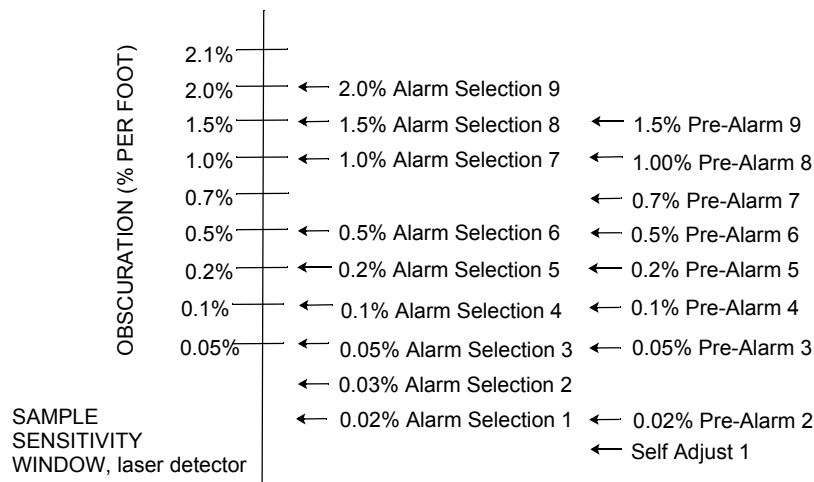 OBSCURATION (% PER FOOT)
2.1%
2.0% 2.0% Alarm Selection 9
1.5% 1.5% Alarm Selection 8 1.5% Pre-Alarm 9
1.0% 1.0% Alarm Selection 7 1.00% Pre-Alarm 8
0.7% 0.7% Pre-Alarm 7
0.5% 0.5% Alarm Selection 6 0.5% Pre-Alarm 6
0.2% 0.2% Alarm Selection 5 0.2% Pre-Alarm 5
0.1% 0.1% Alarm Selection 4 0.1% Pre-Alarm 4
0.05% 0.05% Alarm Selection 3 0.05% Pre-Alarm 3
0.03% Alarm Selection 2
0.02% Alarm Selection 1 0.02% Pre-Alarm 2
Self Adjust 1
SAMPLE
SENSITIVITY
WINDOW, laser detector